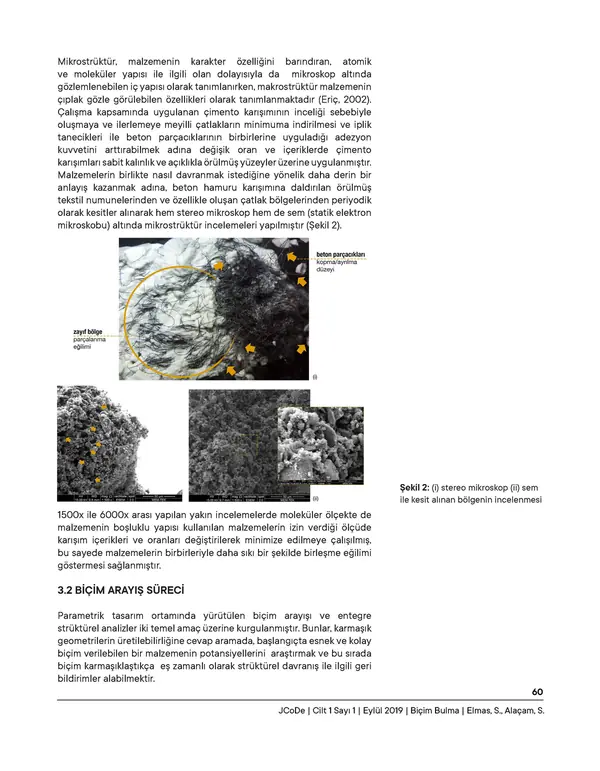 Mikrostrüktür, malzemenin karakter özelliğini barındıran, atomik
ve moleküler yapısı ile ilgili olan dolayısıyla da mikroskop altında
gözlemlenebilen iç yapısı olarak tanımlanırken, makrostrüktür malzemenin
çıplak gözle görülebilen özellikleri olarak tanımlanmaktadır (Eriç, 2002).
Çalışma kapsamında uygulanan çimento karışımının inceliği sebebiyle
oluşmaya ve ilerlemeye meyilli çatlakların minimuma indirilmesi ve iplik
tanecikleri ile beton parçacıklarının birbirlerine uyguladığı adezyon
kuvvetini arttırabilmek adına değişik oran ve içeriklerde çimento
karışımları sabit kalınlık ve açıklıkla örülmüş yüzeyler üzerine uygulanmıştır.
Malzemelerin birlikte nasıl davranmak istediğine yönelik daha derin bir
anlayış kazanmak adına, beton hamuru karışımına daldırılan örülmüş
tekstil numunelerinden ve özellikle oluşan çatlak bölgelerinden periyodik
olarak kesitler alınarak hem stereo mikroskop hem de sem (statik elektron
mikroskobu) altında mikrostrüktür incelemeleri yapılmıştır (Şekil 2).
beton parçacıkları
kopma/ayrılma
düzeyi
zayıf bölge
parçalanma
eğilimi
(i)
(ii)
Şekil 2: (i) stereo mikroskop (ii) sem
ile kesit alınan bölgenin incelenmesi
1500x ile 6000x arası yapılan yakın incelemelerde moleküler ölçekte de
malzemenin boşluklu yapısı kullanılan malzemelerin izin verdiği ölçüde
karışım içerikleri ve oranları değiştirilerek minimize edilmeye çalışılmış,
bu sayede malzemelerin birbirleriyle daha sıkı bir şekilde birleşme eğilimi
göstermesi sağlanmıştır.
3.2 BİÇİM ARAYIŞ SÜRECİ
Parametrik tasarım ortamında yürütülen biçim arayışı ve entegre
strüktürel analizler iki temel amaç üzerine kurgulanmıştır. Bunlar, karmaşık
geometrilerin üretilebilirliğine cevap aramada, başlangıçta esnek ve kolay
biçim verilebilen bir malzemenin potansiyellerini araştırmak ve bu sırada
biçim karmaşıklaştıkça eş zamanlı olarak strüktürel davranış ile ilgili geri
bildirimler alabilmektir.
60
JCoDe | Cilt 1 Sayı 1 | Eylül 2019 | Biçim Bulma | Elmas, S., Alaçam, S.